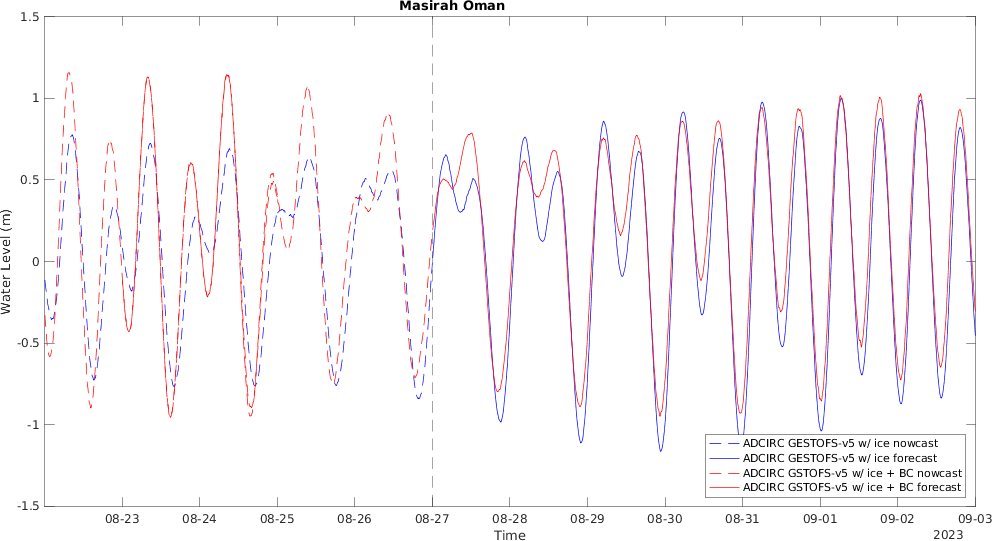 Masirah Oman
Water Level (m)
1.5
1
0.5
0
-0.5
-1
-1.5
ADCIRC GESTOFS-v5 w/ ice nowcast
ADCIRC GESTOFS-v5 w/ ice forecast
ADCIRC GSTOFS-v5 w/ ice + BC nowcast
ADCIRC GSTOFS-v5 w/ ice + BC forecast
08-23 08-24 08-25 08-26 08-27 08-28 08-29 08-30 08-31 09-01 09-02 09-03
Time
2023